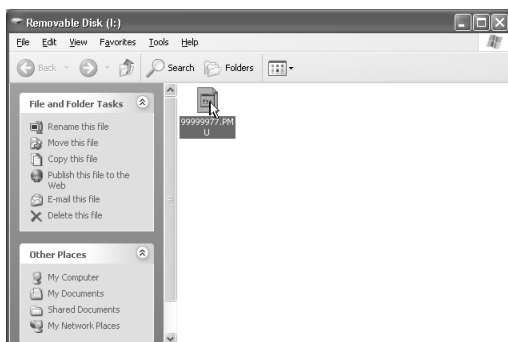 Removable Disk (I:)
File Edit View Favorites Tools Help
Back Search Folders
File and Folder Tasks
Rename this file
Move this file
Copy this file
Publish this file to the
Web
E-mail this file
Delete this file
Other Places
My Computer
My Documents
Shared Documents
My Network Places
99999977.PM
U